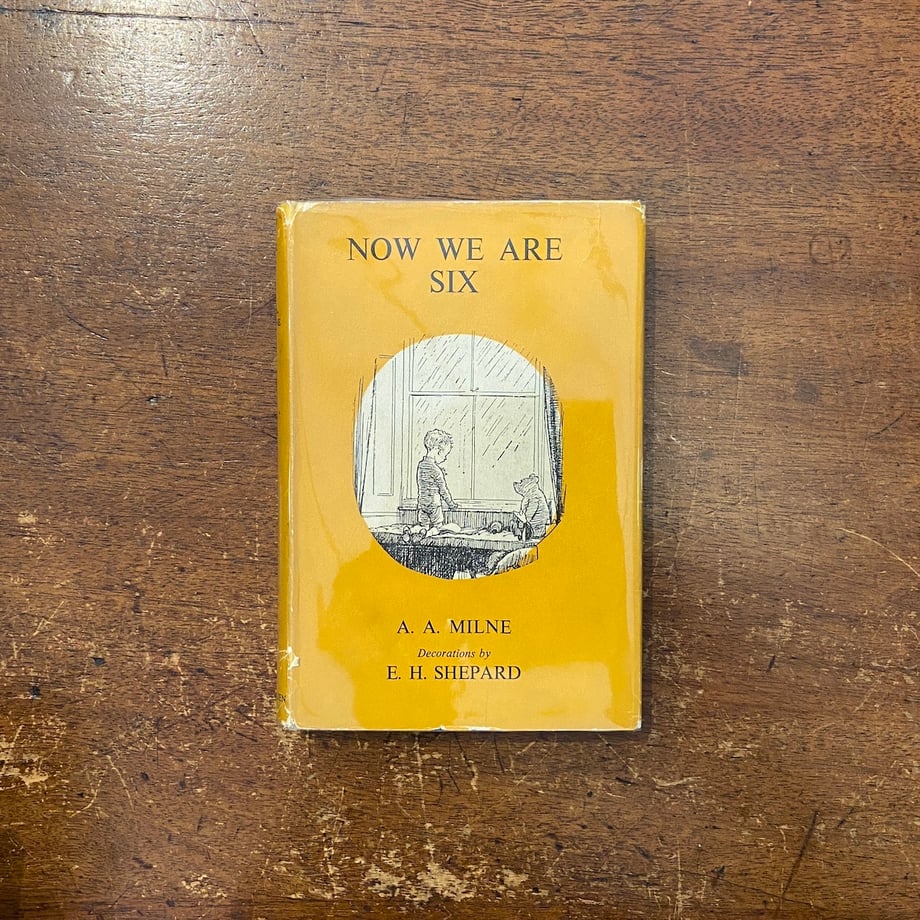 NOW WE ARE
SIX
A. A. MILNE
Decorations by
E. H. SHEPARD